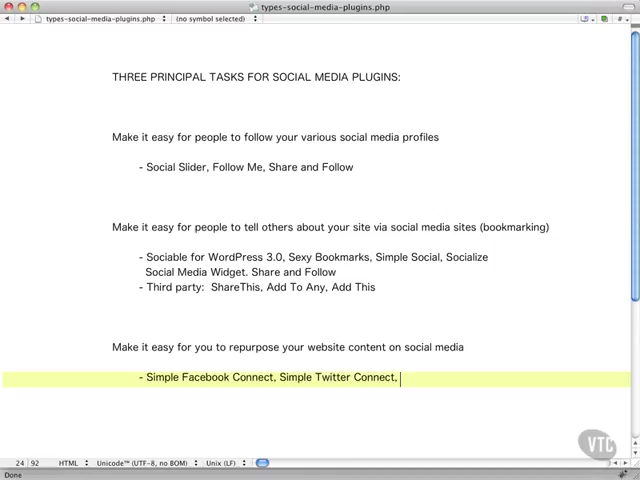 types-social-media-plugins.php
types-social-media-plugins.php
(no symbol selected)
#
THREE PRINCIPAL TASKS FOR SOCIAL MEDIA PLUGINS:
Make it easy for people to follow your various social media profiles
- Social Slider, Follow Me, Share and Follow
Make it easy for people to tell others about your site via social media sites (bookmarking)
- Sociable for WordPress 3.0, Sexy Bookmarks, Simple Social, Socialize
Social Media Widget. Share and Follow
- Third party:  ShareThis, Add To Any, Add This
Make it easy for you to repurpose your website content on social media
- Simple Facebook Connect, Simple Twitter Connect,
VTC
24 92 HTML Unicode™ (UTF-8, no BOM) Unix (LF)
Done